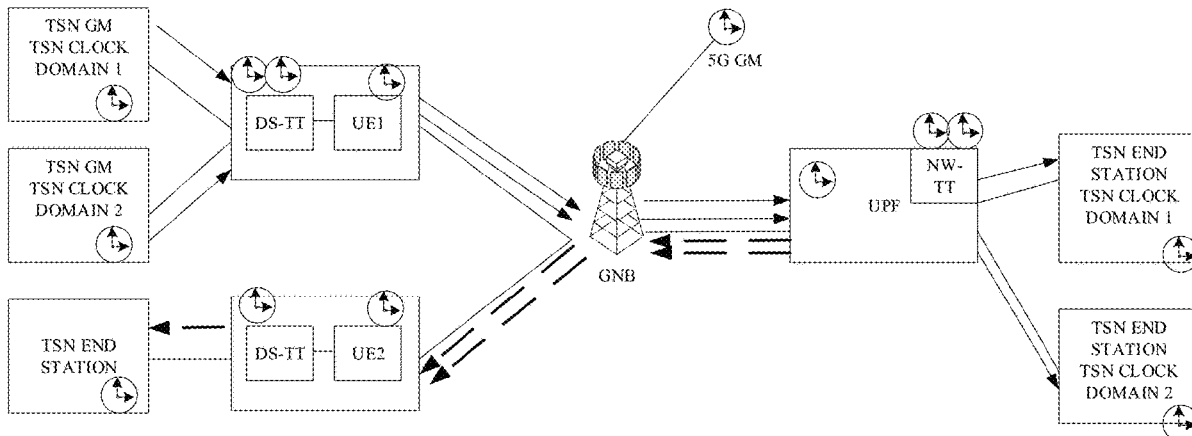 TSN GM
TSN CLOCK
DOMAIN 1
TSN GM
TSN CLOCK
DOMAIN 2
TSN END
STATION
DS-TT
UE1
DS-TT
UE2
5G GM
GNB
UPF
NW-
TT
TSN END
STATION
TSN CLOCK
DOMAIN 1
TSN END
STATION
TSN CLOCK
DOMAIN 2